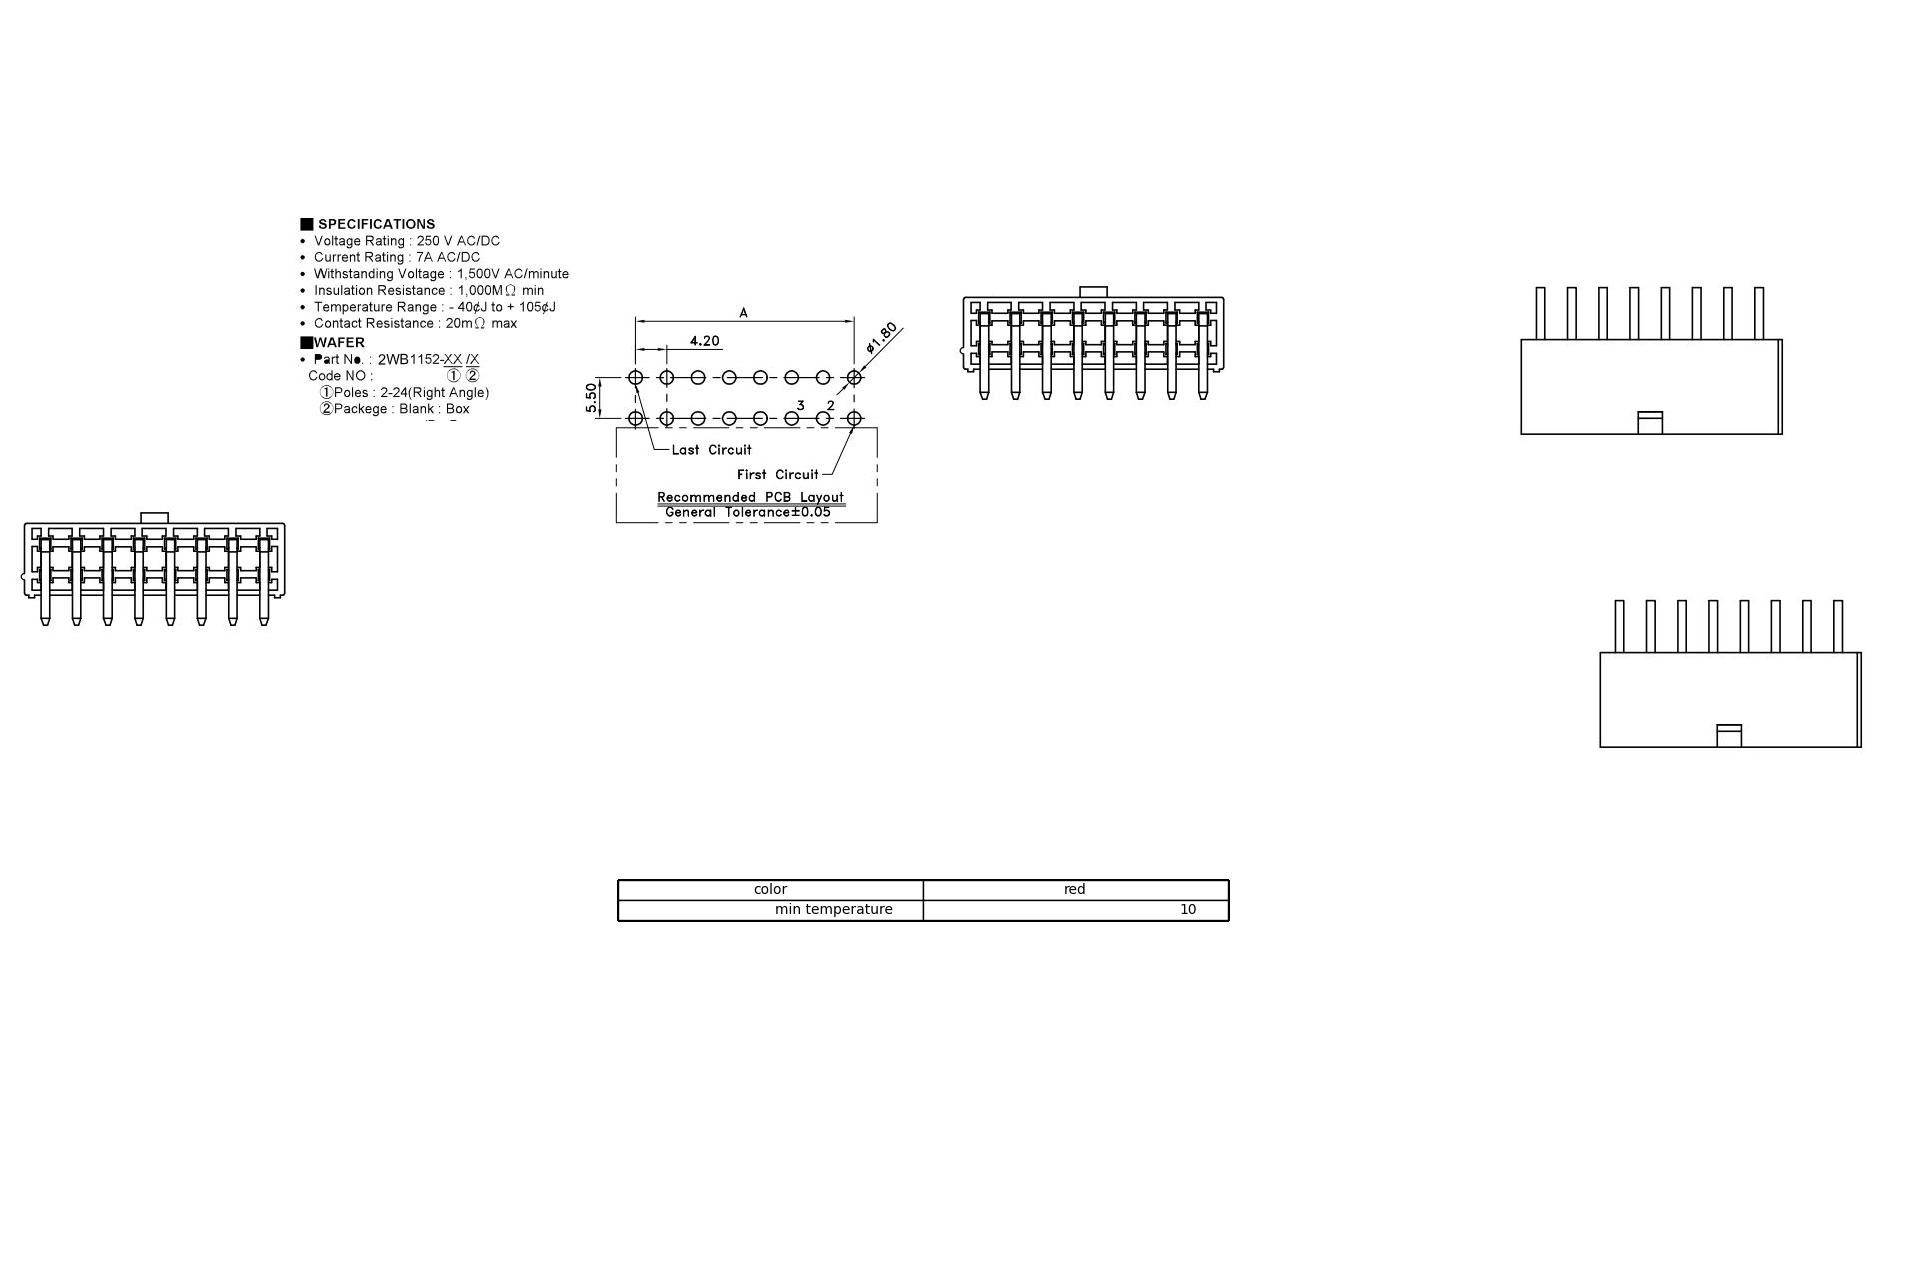 ■ SPECIFICATIONS
• Voltage Rating : 250 V AC/DC
• Current Rating : 7A AC/DC
• Withstanding Voltage : 1,500V AC/minute
• Insulation Resistance : 1,000MΩ min
• Temperature Range : - 40¢J to + 105¢J
• Contact Resistance : 20mΩ max
■WAFER
• Part No. : 2WB1152-XX /X
Code NO : ① ②
①Poles : 2-24(Right Angle)
②Packege : Blank : Box
A
4.20
ø1.80
5.50
3 2
Last Circuit
First Circuit
Recommended PCB Layout
General Tolerance±0.05
color red
min temperature 10